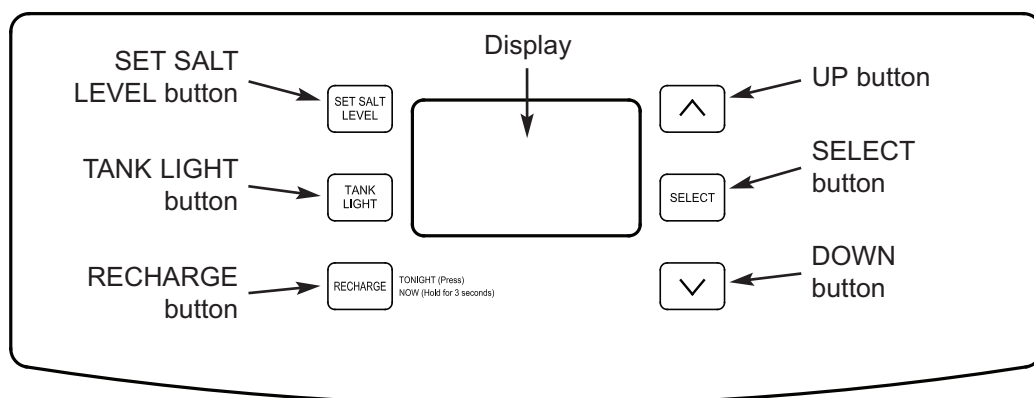 Display
SET SALT
LEVEL button
SET SALT
LEVEL
UP button
TANK LIGHT
button
TANK
LIGHT
SELECT
SELECT
button
RECHARGE
button
RECHARGE
TONIGHT (Press)
NOW (Hold for 3 seconds)
DOWN
button